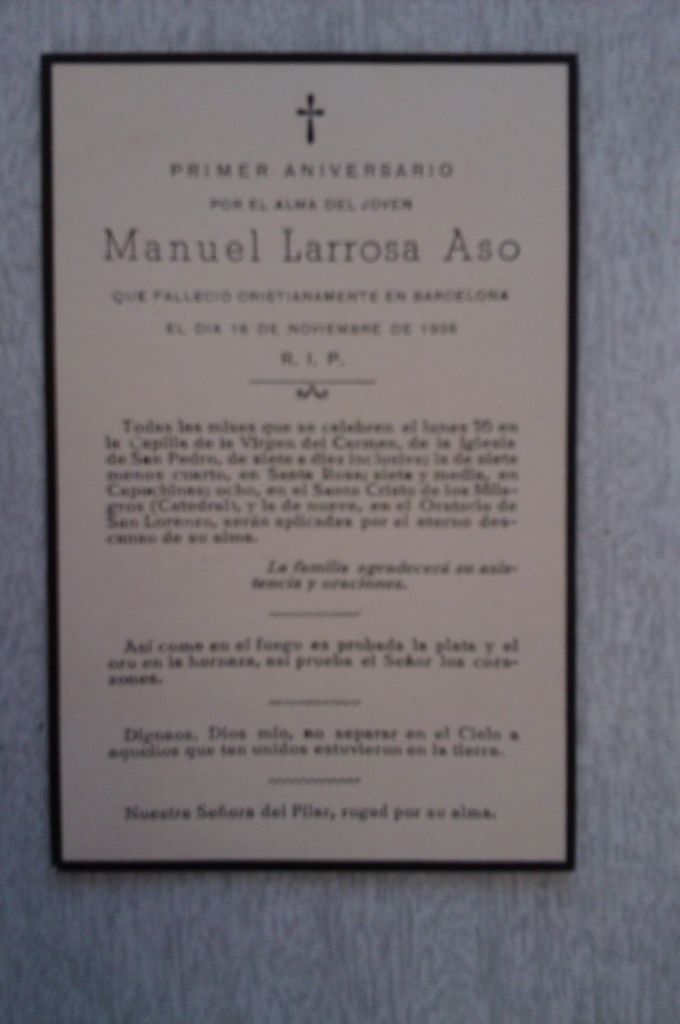 PRIMER ANIVERSARIO
POR EL ALMA DEL JOVEN
Manuel Larrosa Aso
QUE FALLECIO CRISTIANAMENTE EN BARCELONA
EL DIA DE NOVIEMBRE DE
R. I. P.
Todas las misas que se celebren el lunes en
la Capilla de la Virgen del Carmen, de la Iglesia
de San Pedro, de siete a diez inclusive; la de siete
menos cuarto, en Santa Rosa; siete y media, en
Capuchinas; ocho, en el Santo Cristo de los Mila-
gros (Catedral), y la de nueve, en el Oratorio de
San Lorenzo, serán aplicadas por el eterno des-
canso de su alma.
La familia agradecerá su asis-
tencia y oraciones.
Así como en el fuego es probada la plata y el
oro en la hornaza, así prueba el Señor los cora-
zones.
Dignaos, Dios mío, no separar en el Cielo a
aquellos que tan unidos estuvieron en la tierra.
Nuestra Señora del Pilar, rogad por su alma.